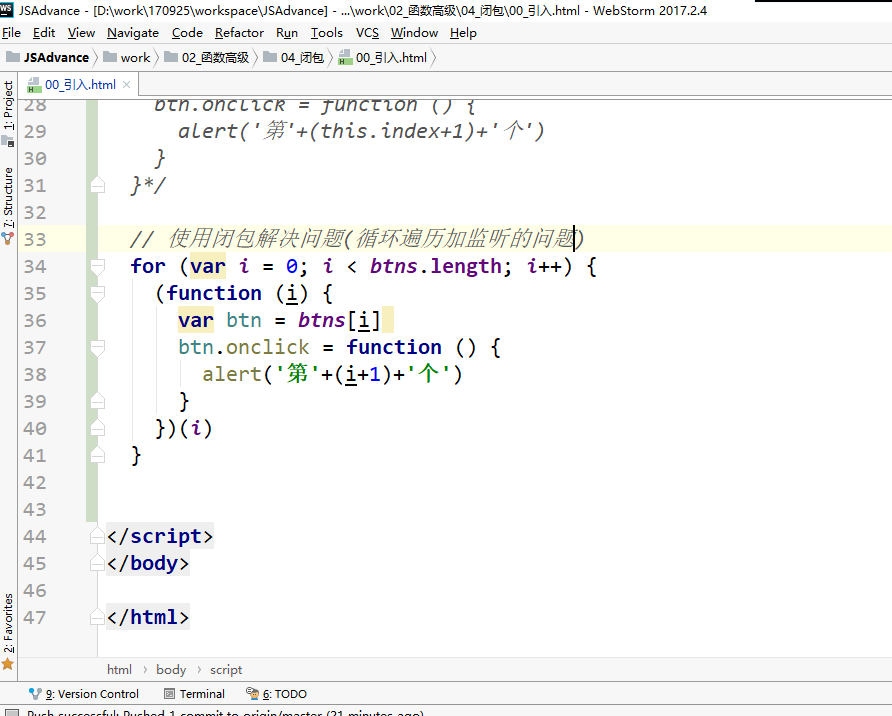 JSAdvance - [D:\work\170925\workspace\JSAdvance] - ...\work\02_函数高级\04_闭包\00_引入.html - WebStorm 2017.2.4
File Edit View Navigate Code Refactor Run Tools VCS Window Help
JSAdvance work 02_函数高级 04_闭包 00_引入.html
00_引入.html
1: Project
7: Structure
2: Favorites
28 btn.onclick = function () {
29 alert('第'+(this.index+1)+'个')
30 }
31 }*/
32
33 // 使用闭包解决问题(循环遍历加监听的问题)
34 for (var i = 0; i < btns.length; i++) {
35 (function (i) {
36 var btn = btns[i]
37 btn.onclick = function () {
38 alert('第'+(i+1)+'个')
39 }
40 })(i)
41 }
42
43
44 </script>
45 </body>
46
47 </html>
html body script
9: Version Control Terminal 6: TODO
Push successful: Pushed 1 commit to origin/master (21 minutes ago)